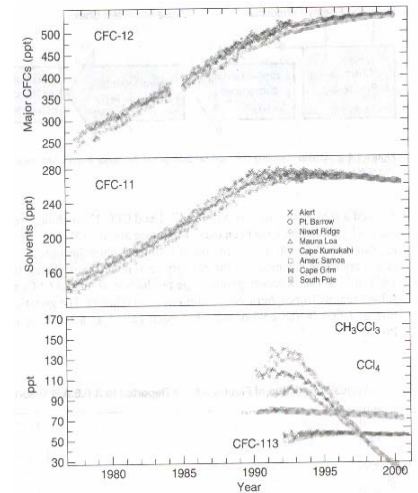 Major CFCs (ppt)
550
500
450
400
350
300
250
CFC-12
Solvents (ppt)
280
240
200
160
CFC-11
Alert
Pt. Barrow
Niwot Ridge
Mauna Loa
Cape Kumukahi
Amer. Samoa
Cape Grim
South Pole
ppt
170
150
130
110
90
70
50
30
CH₃CCl₃
CCl₄
CFC-113
1980 1985 1990 1995 2000
Year